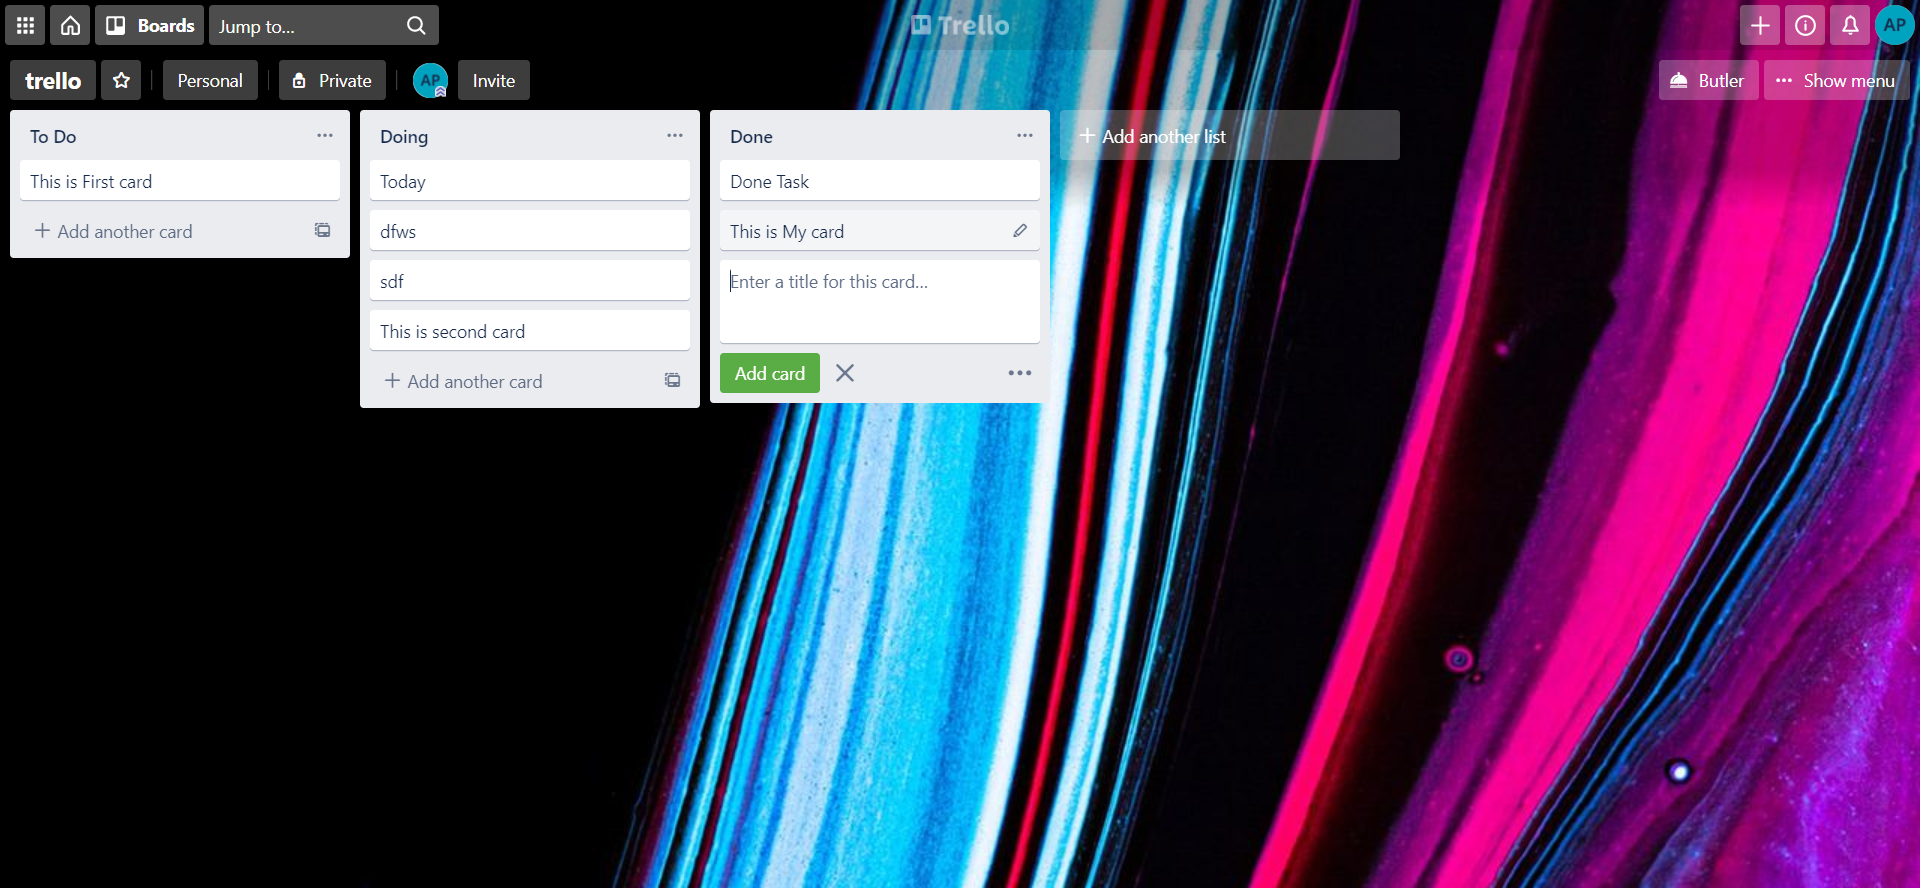 Boards
Jump to...
Trello
AP
trello
Personal
Private
AP
Invite
Butler
Show menu
To Do
This is First card
Add another card
Doing
Today
dfws
sdf
This is second card
Add another card
Done
Done Task
This is My card
Enter a title for this card...
Add card
Add another list